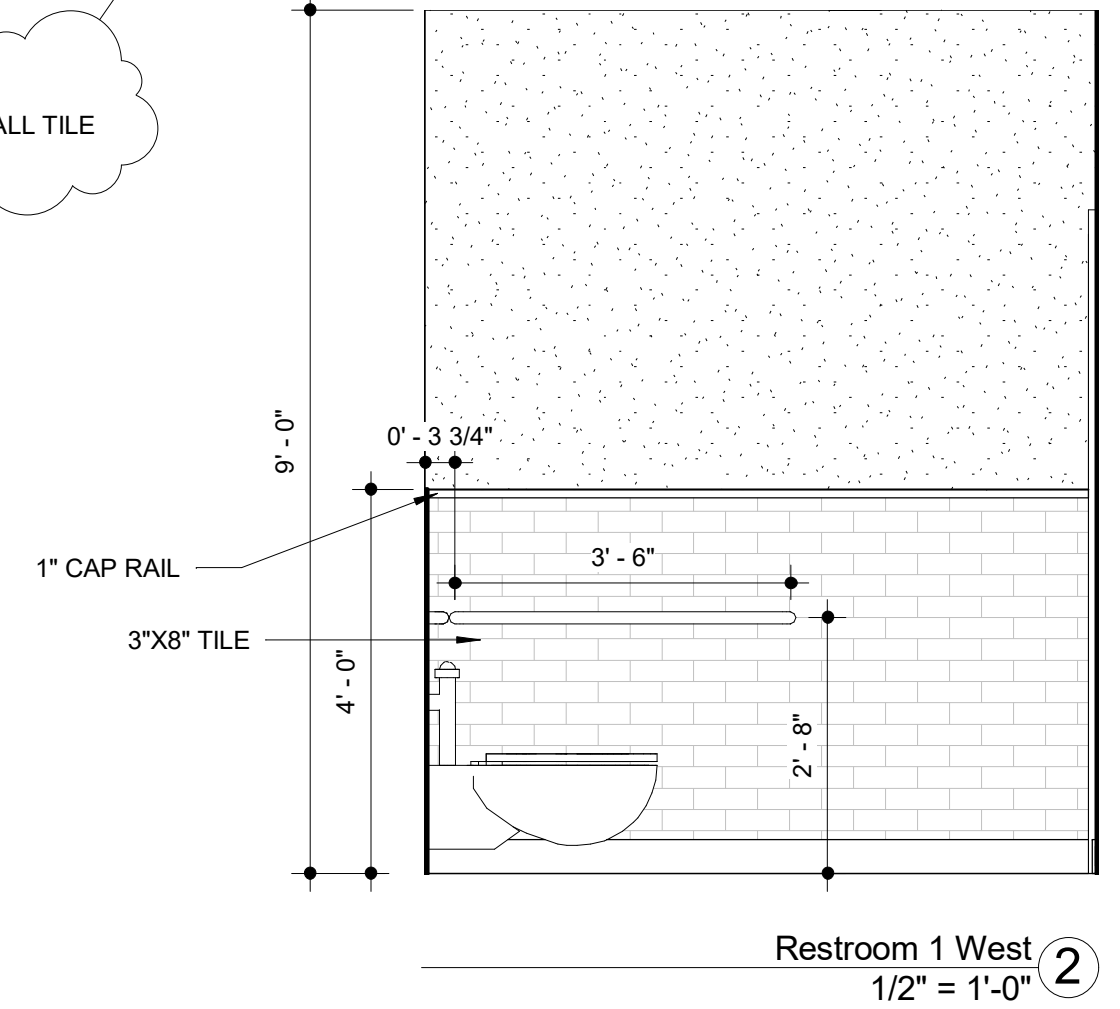 ALL TILE
9' - 0"
0' - 3 3/4"
3' - 6"
1" CAP RAIL
3"X8" TILE
4' - 0"
2' - 8"
Restroom 1 West
2
1/2" = 1'-0"